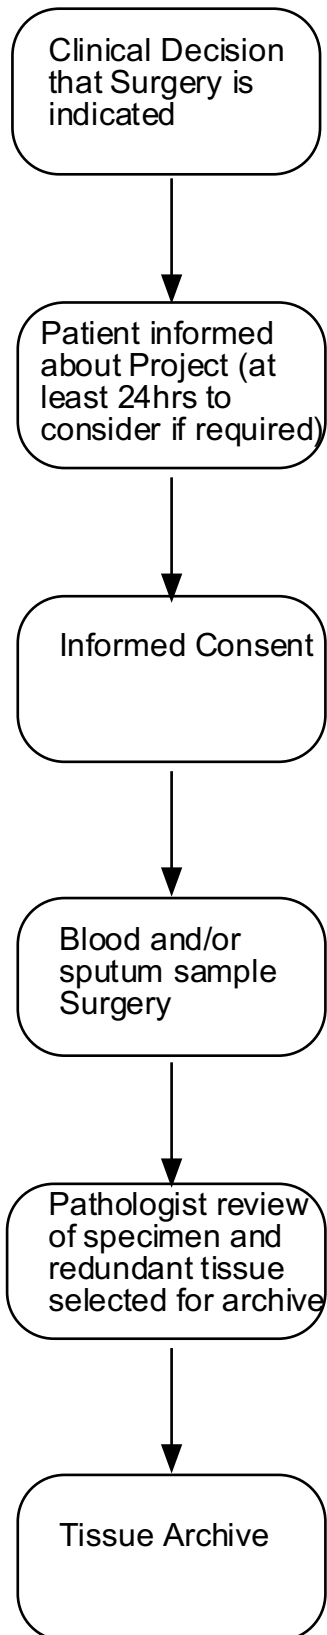 Clinical Decision
that Surgery is
indicated
Patient informed
about Project (at
least 24hrs to
consider if required)
Informed Consent
Blood and/or
sputum sample
Surgery
Pathologist review
of specimen and
redundant tissue
selected for archive
Tissue Archive